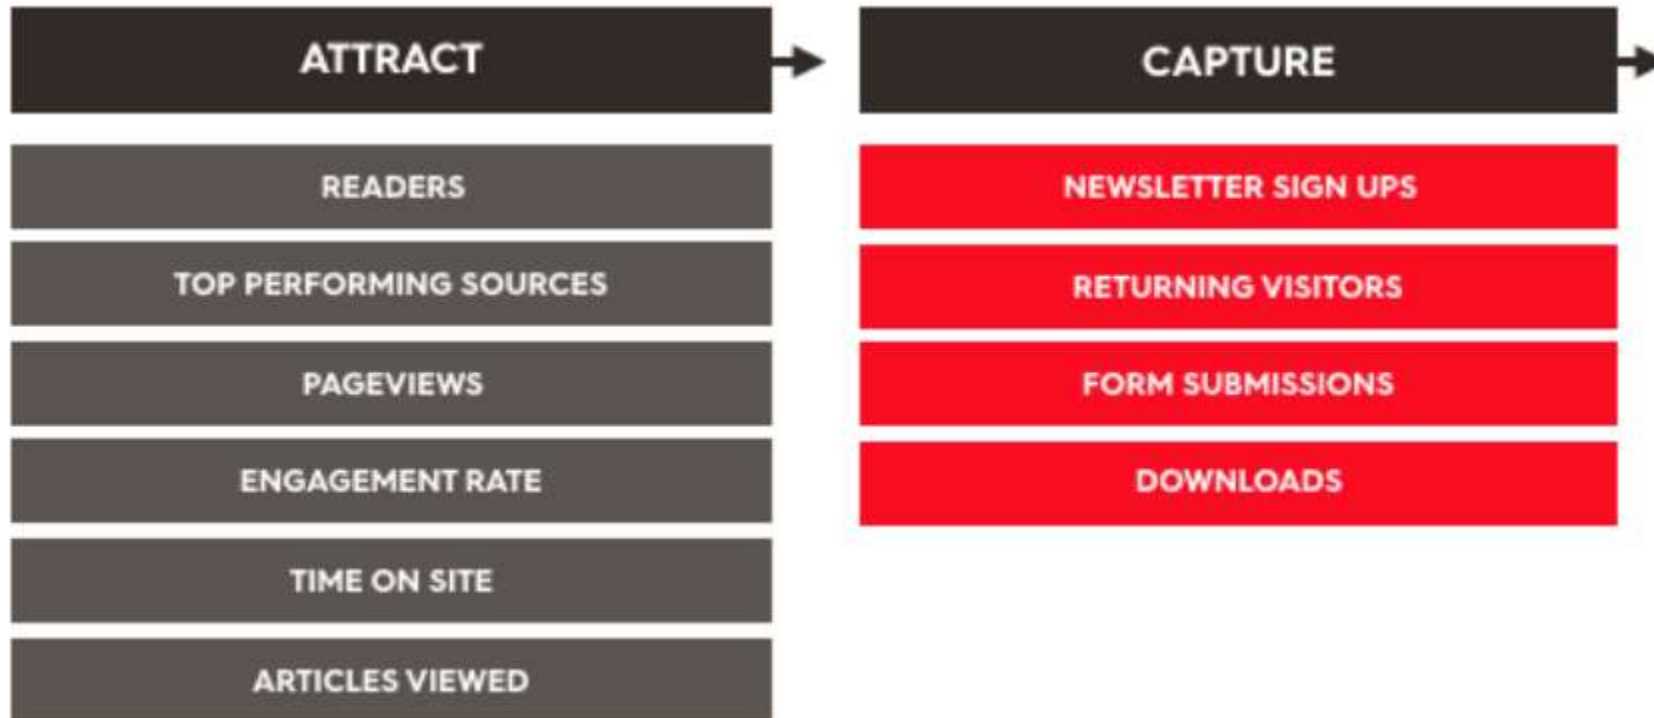 ATTRACT
READERS
TOP PERFORMING SOURCES
PAGEVIEWS
ENGAGEMENT RATE
TIME ON SITE
ARTICLES VIEWED
CAPTURE
NEWSLETTER SIGN UPS
RETURNING VISITORS
FORM SUBMISSIONS
DOWNLOADS